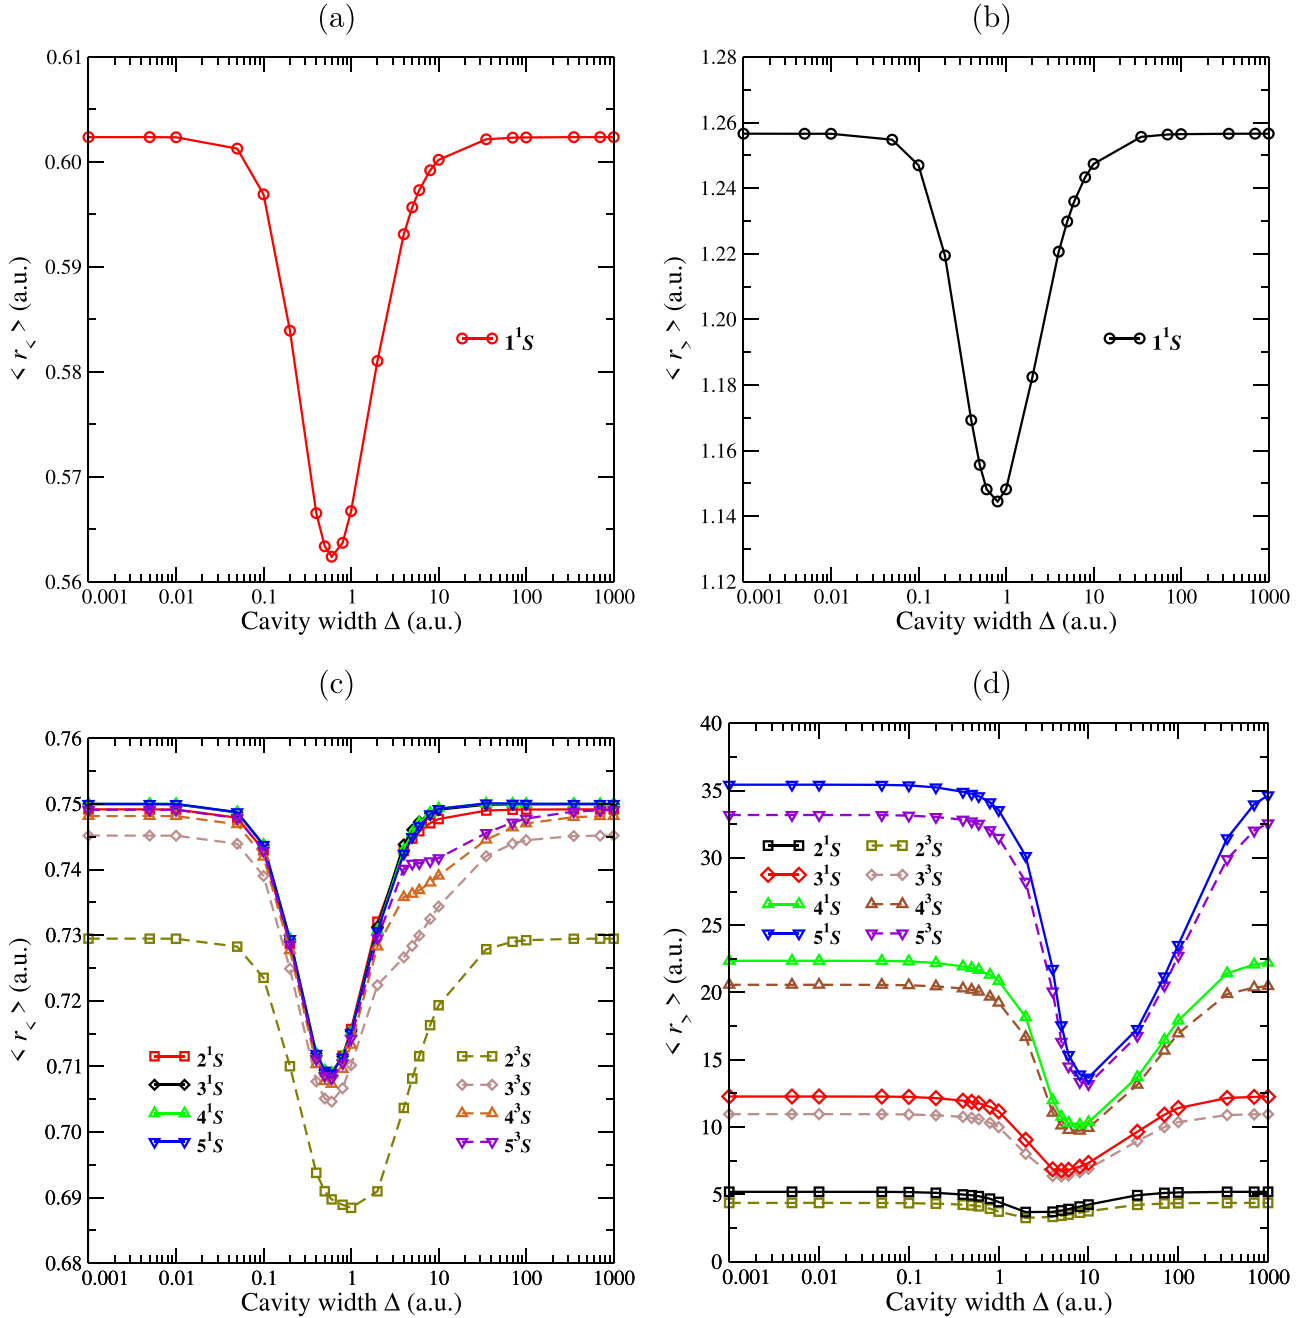 (a)
0.61
0.60
0.59
0.58
0.57
0.56
< r< > (a.u.)
1¹S
0.001 0.01 0.1 1 10 100 1000
Cavity width Δ (a.u.)
(b)
1.28
1.26
1.24
1.22
1.20
1.18
1.16
1.14
1.12
< r> > (a.u.)
1¹S
0.001 0.01 0.1 1 10 100 1000
Cavity width Δ (a.u.)
(c)
0.76
0.75
0.74
0.73
0.72
0.71
0.70
0.69
0.68
< r< > (a.u.)
2¹S 2³S
3¹S 3³S
4¹S 4³S
5¹S 5³S
0.001 0.01 0.1 1 10 100 1000
Cavity width Δ (a.u.)
(d)
40
35
30
25
20
15
10
5
0
< r> > (a.u.)
2¹S 2³S
3¹S 3³S
4¹S 4³S
5¹S 5³S
0.001 0.01 0.1 1 10 100 1000
Cavity width Δ (a.u.)